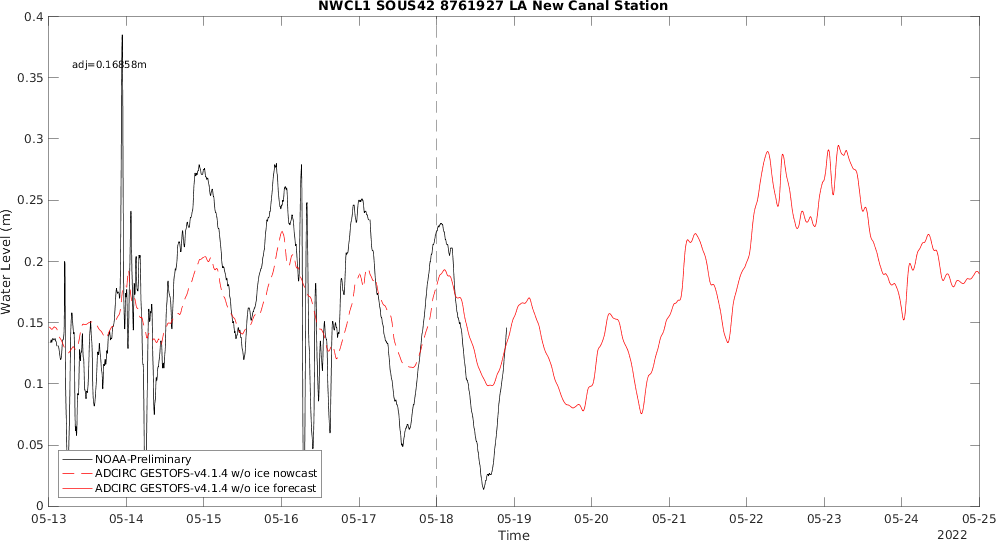 NWCL1 SOUS42 8761927 LA New Canal Station
0.4
adj=0.16858m
0.35
0.3
0.25
0.2
0.15
0.1
0.05
0
Water Level (m)
NOAA-Preliminary
ADCIRC GESTOFS-v4.1.4 w/o ice nowcast
ADCIRC GESTOFS-v4.1.4 w/o ice forecast
05-13 05-14 05-15 05-16 05-17 05-18 05-19 05-20 05-21 05-22 05-23 05-24 05-25
Time
2022